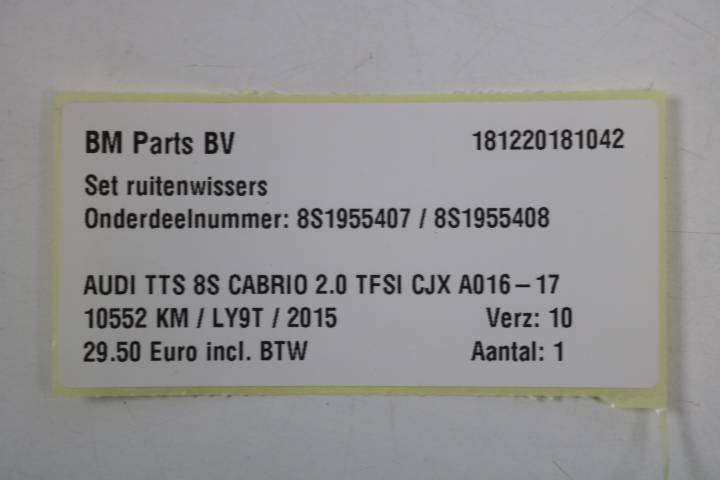 BM Parts BV 181220181042
Set ruitenwissers
Onderdeelnummer: 8S1955407 / 8S1955408
AUDI TTS 8S CABRIO 2.0 TFSI CJX A016-17
10552 KM / LY9T / 2015 Verz: 10
29.50 Euro incl. BTW Aantal: 1